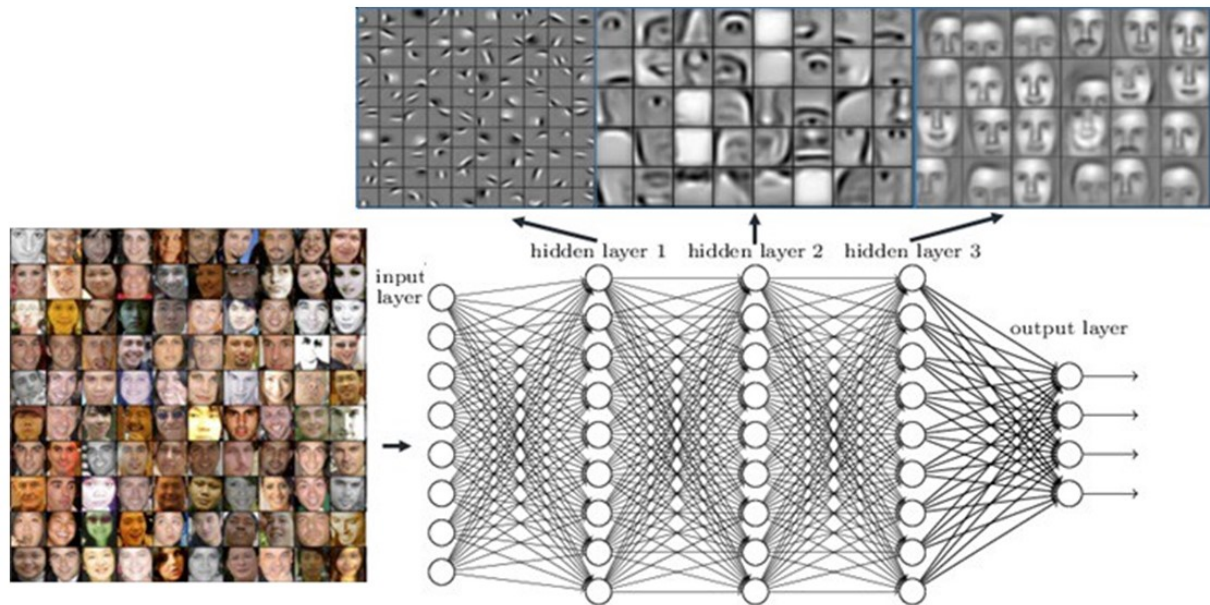 hidden layer 1
hidden layer 2
hidden layer 3
input
layer
output layer